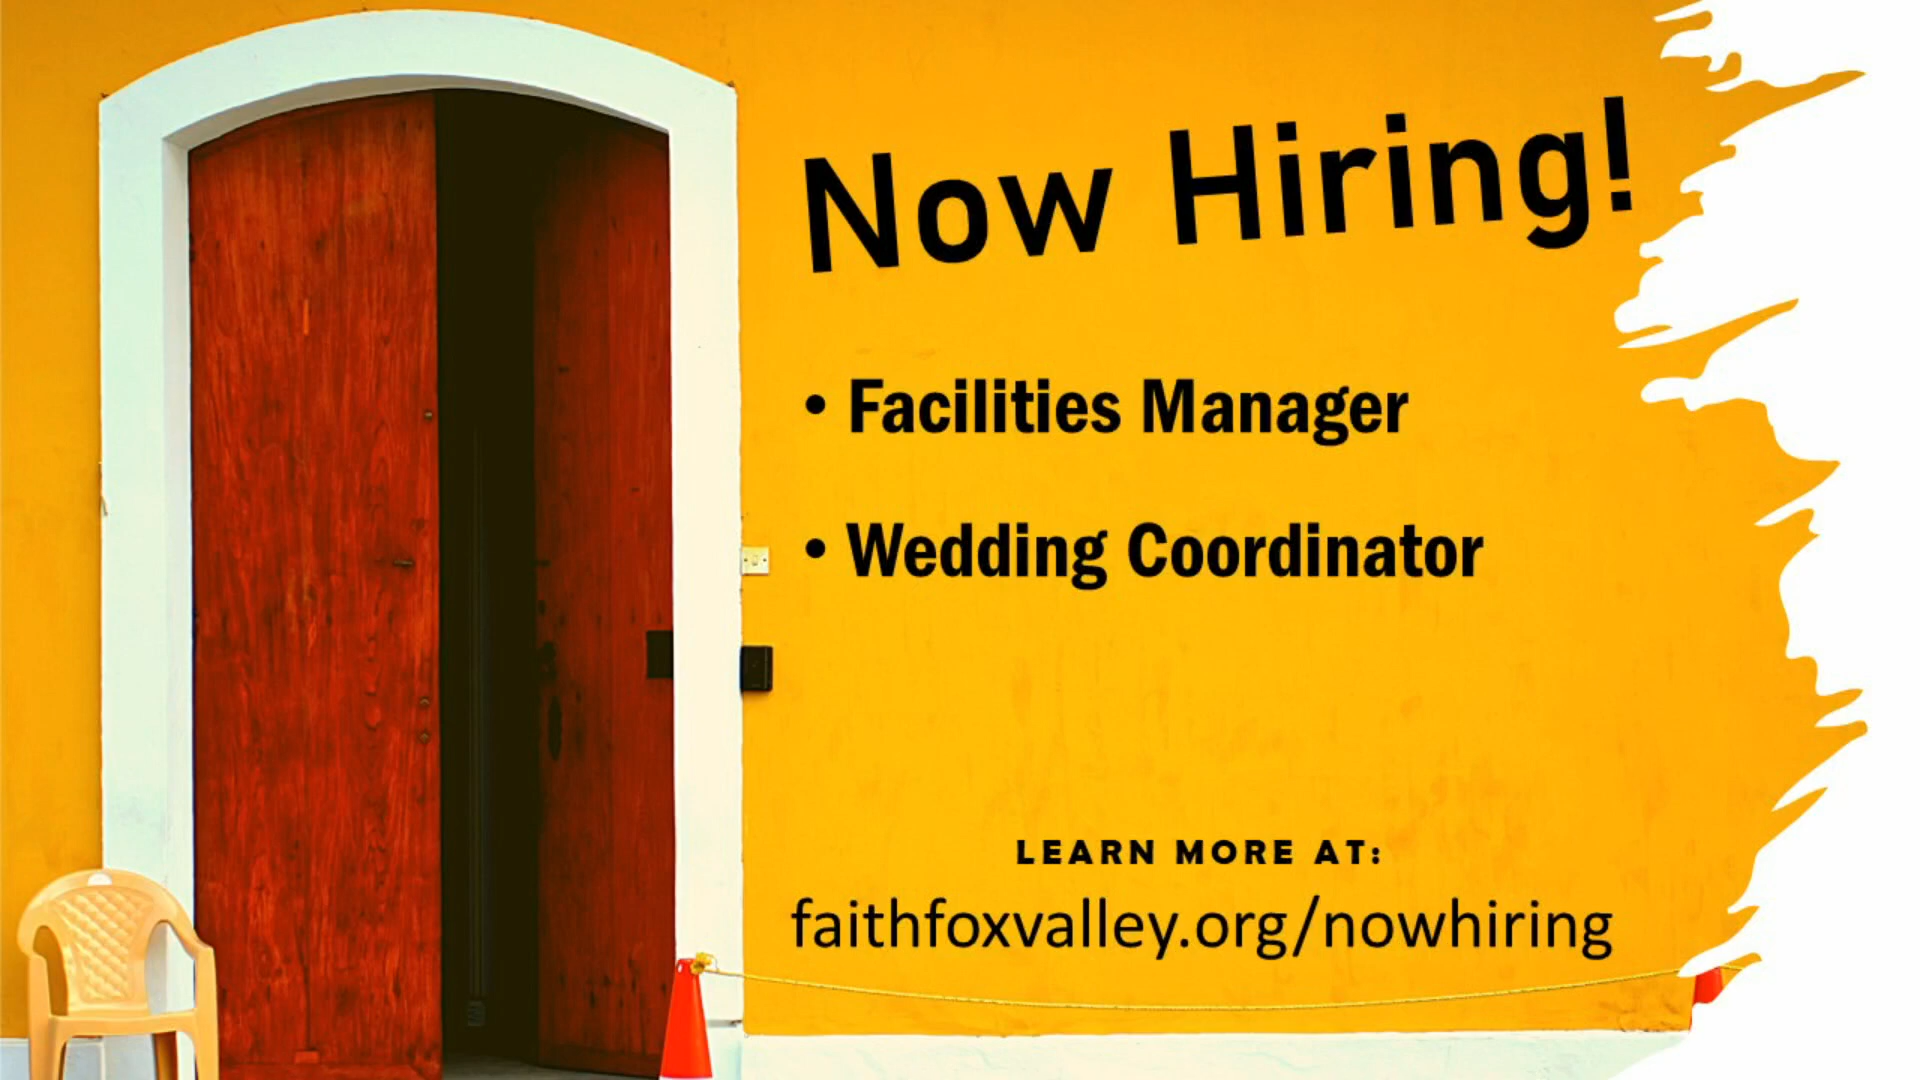 Now Hiring!
• Facilities Manager
• Wedding Coordinator
LEARN MORE AT:
faithfoxvalley.org/nowhiring